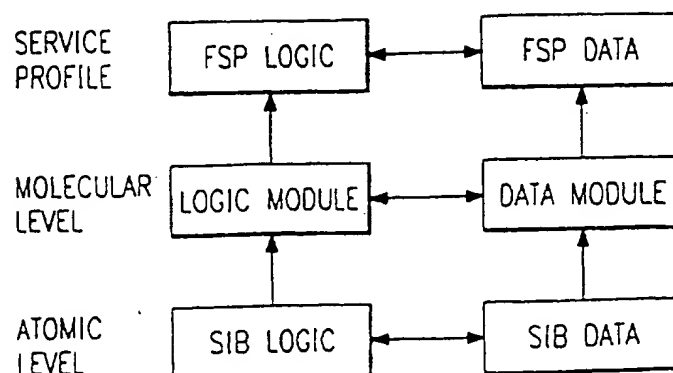 SERVICE
PROFILE
FSP LOGIC
FSP DATA
MOLECULAR
LEVEL
LOGIC MODULE
DATA MODULE
ATOMIC
LEVEL
SIB LOGIC
SIB DATA